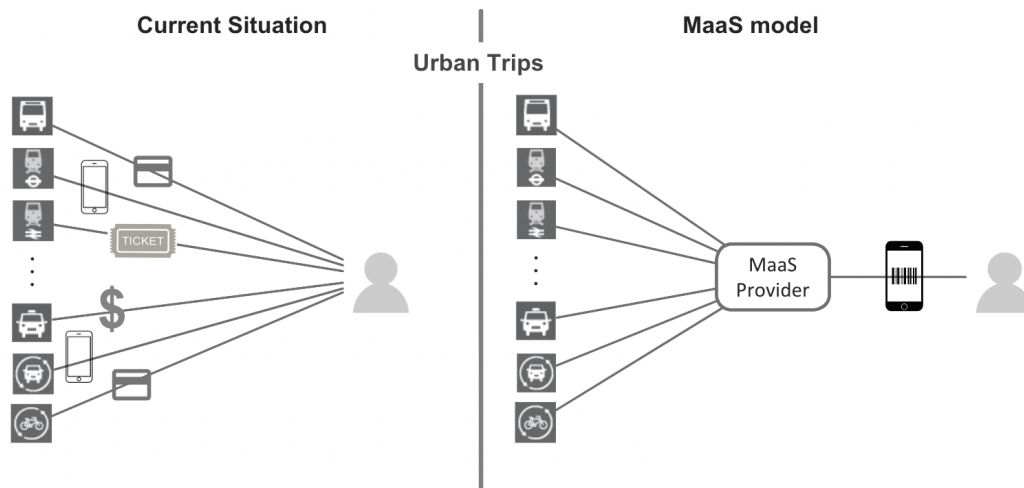 Current Situation
MaaS model
Urban Trips
TICKET
$
MaaS
Provider